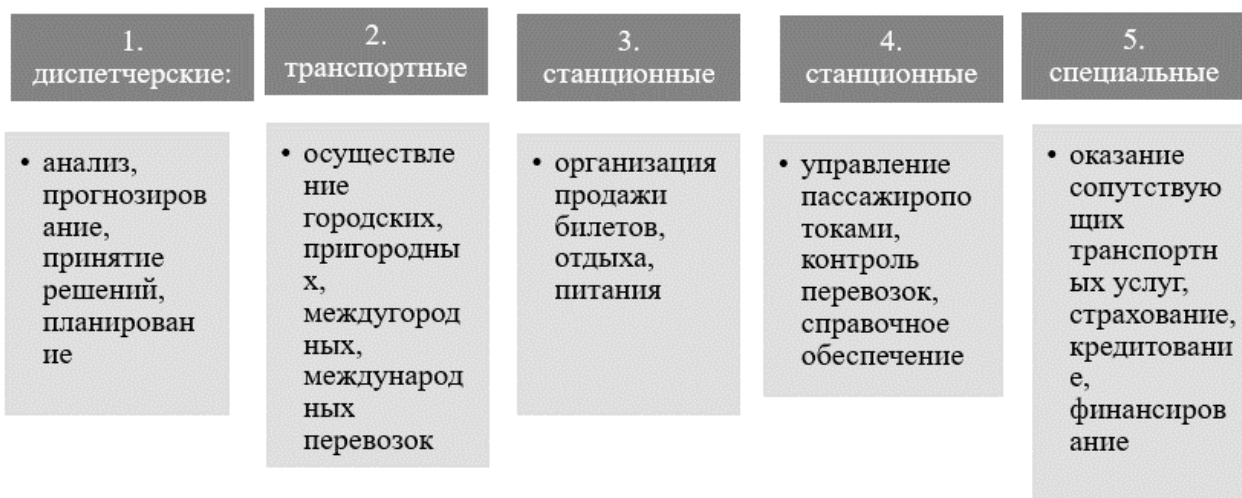 1.
диспетчерские:
• анализ,
прогнозиров
ание,
принятие
решений,
планирован
ие
2.
транспортные
• осуществле
ние
городских,
пригородны
х,
междугород
ных,
международ
ных
перевозок
3.
станционные
• организация
продажи
билетов,
отдыха,
питания
4.
станционные
• управление
пассажиропо
токами,
контроль
перевозок,
справочное
обеспечение
5.
специальные
• оказание
сопутствую
щих
транспортн
ых услуг,
страхование,
кредитовани
е,
финансиров
ание